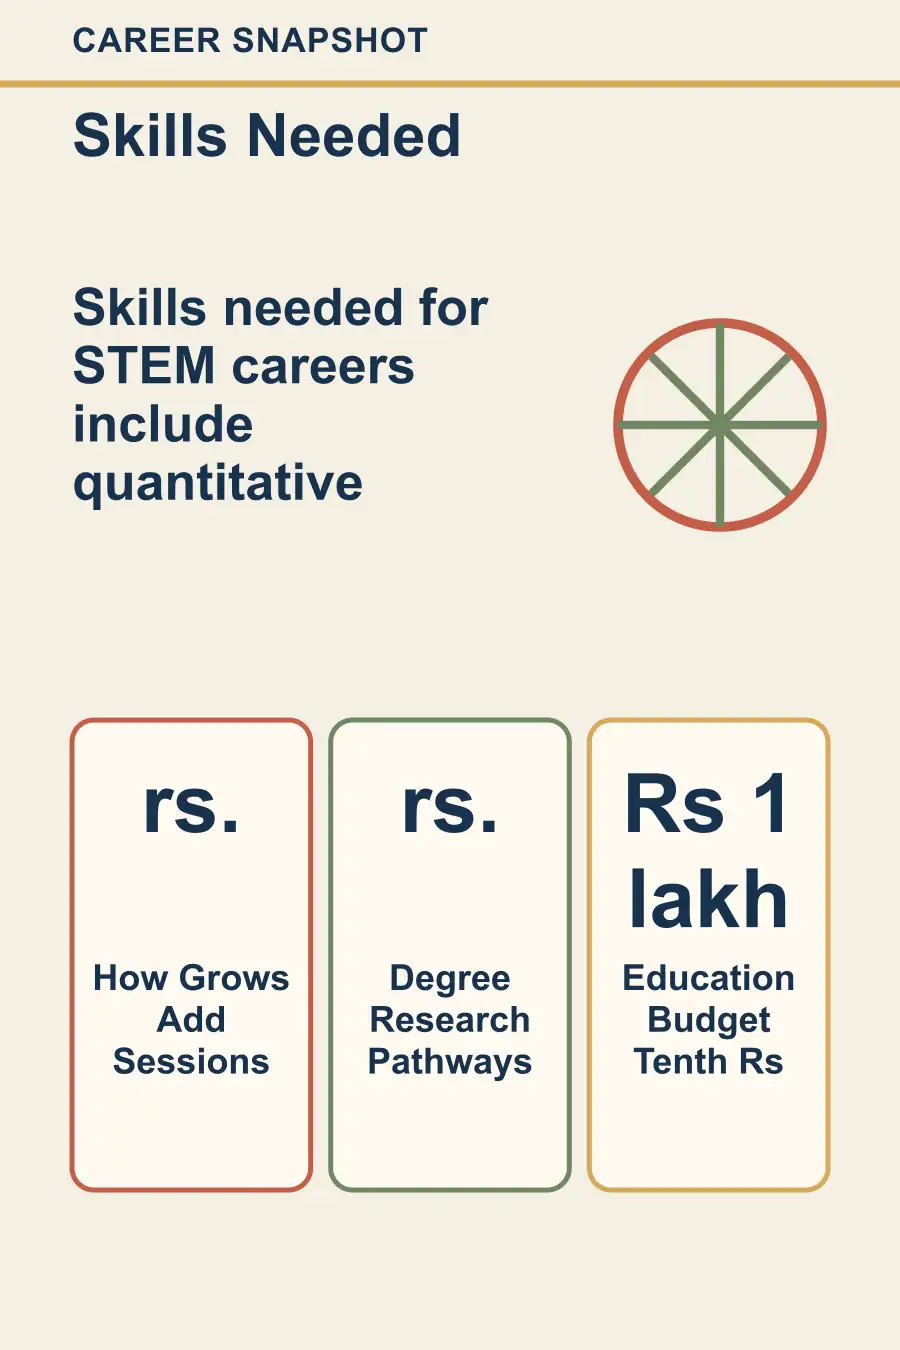 CAREER SNAPSHOT
Skills Needed
Skills needed for
STEM careers
include
quantitative
rs.
How Grows
Add
Sessions
rs.
Degree
Research
Pathways
Rs 1
lakh
Education
Budget
Tenth Rs